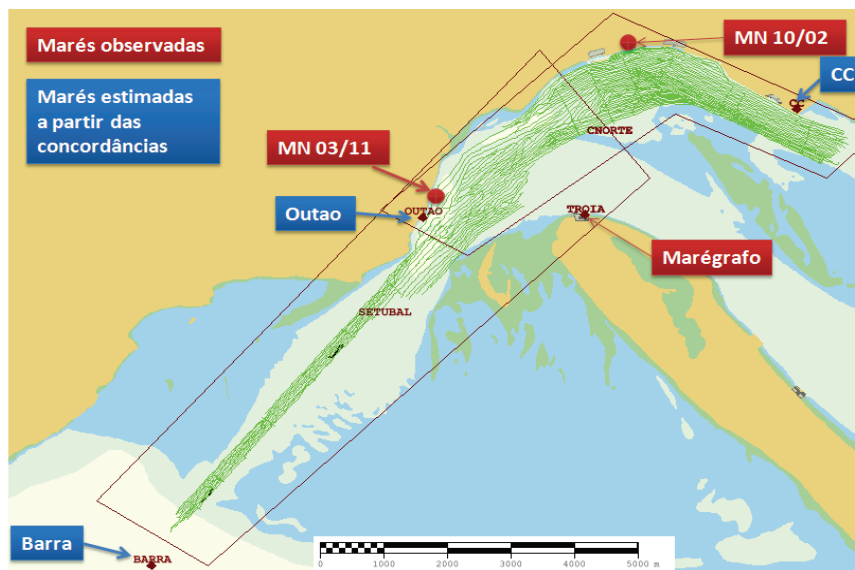 Marés observadas
MN 10/02
CC
Marés estimadas
a partir das
concordâncias
CC
CNORTE
MN 03/11
Outao
OUTAO
TROIA
Marégrafo
SETUBAL
Barra
BARRA
0 1000 2000 3000 4000 5000 m